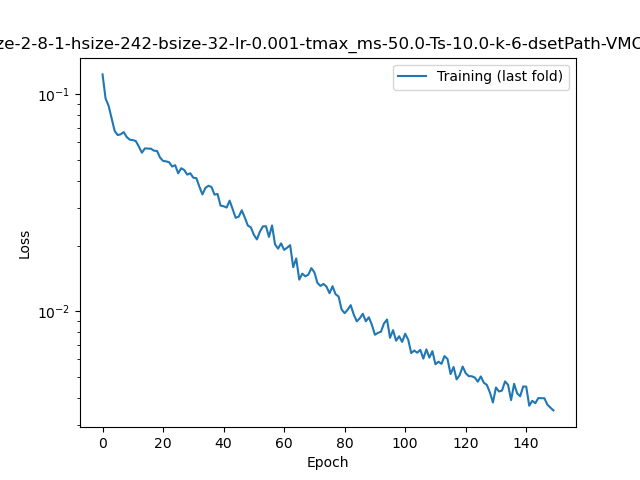 ze-2-8-1-hsize-242-bsize-32-lr-0.001-tmax_ms-50.0-Ts-10.0-k-6-dsetPath-VMC
Training (last fold)
10⁻¹
10⁻²
Loss
0 20 40 60 80 100 120 140
Epoch